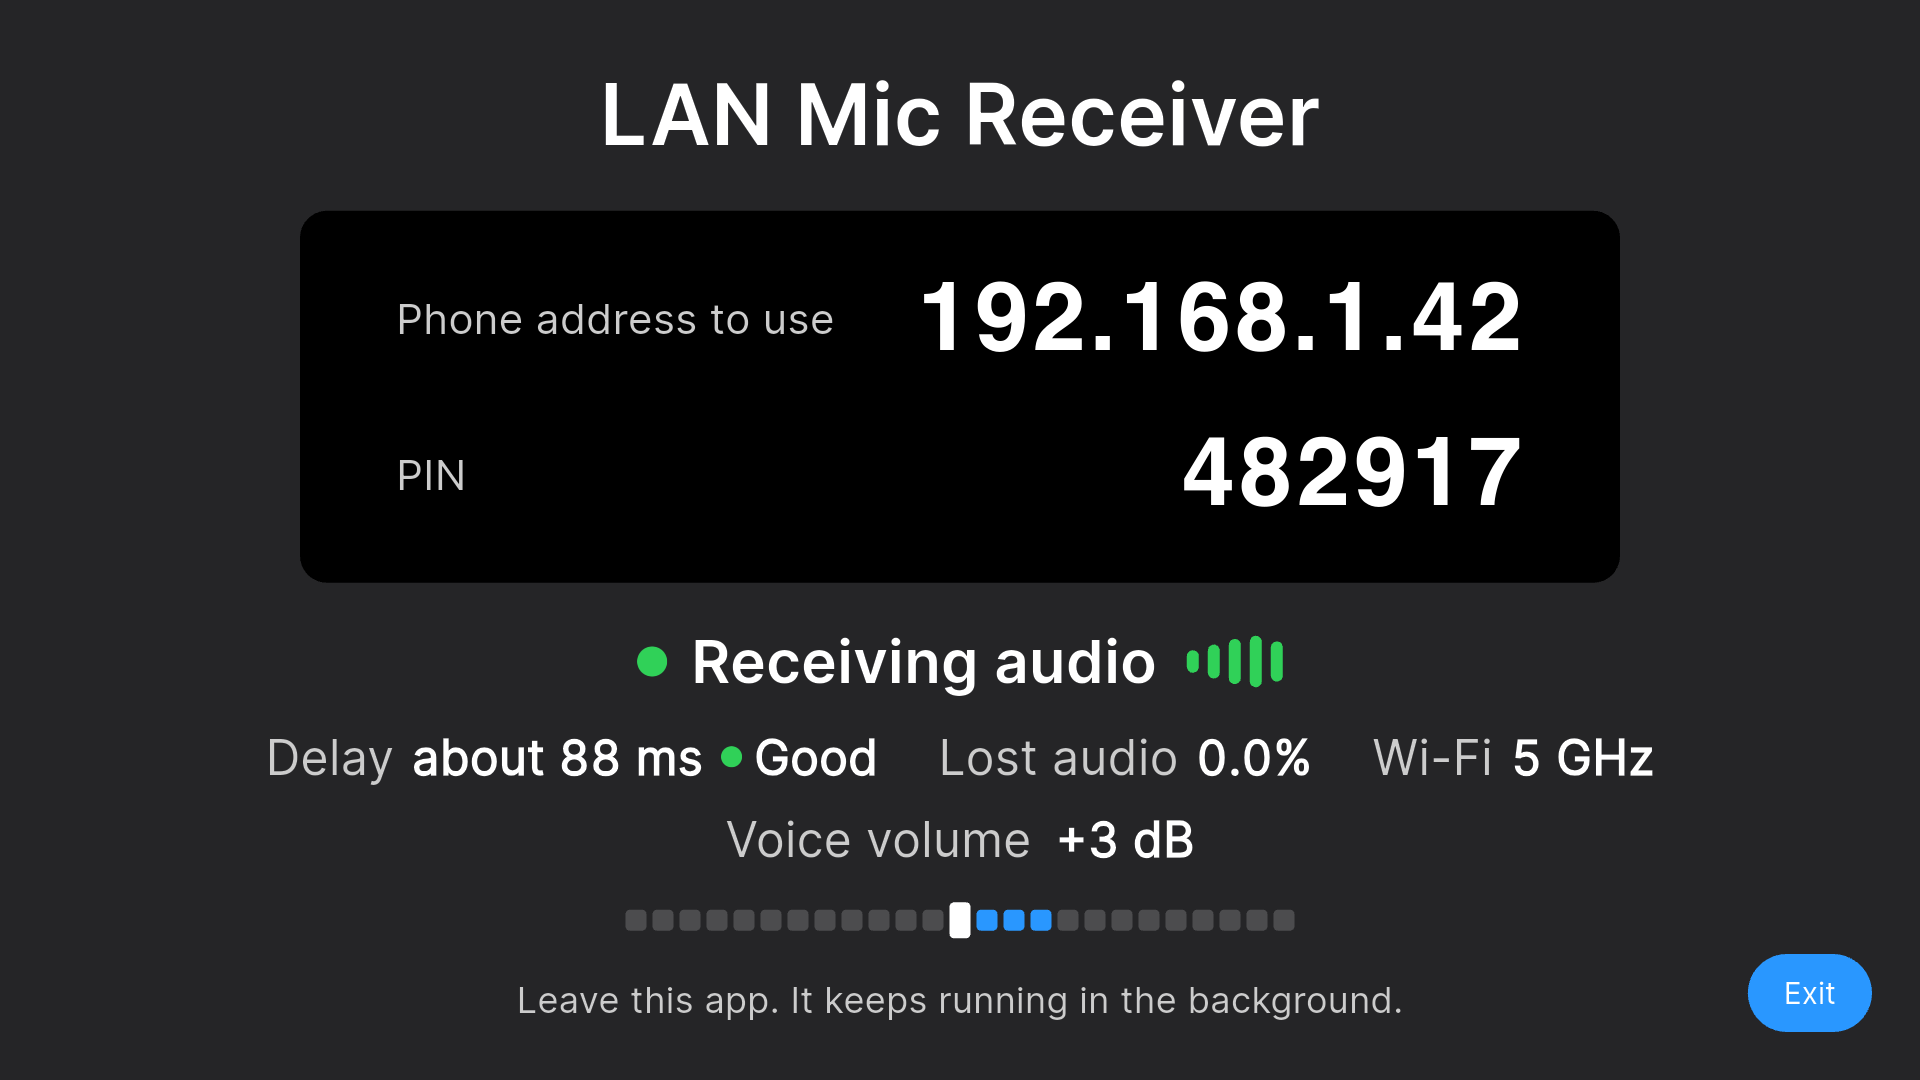 LAN Mic Receiver
Phone address to use 192.168.1.42
PIN 482917
Receiving audio
Delay about 88 ms Good Lost audio 0.0% Wi-Fi 5 GHz
Voice volume +3 dB
Leave this app. It keeps running in the background.
Exit